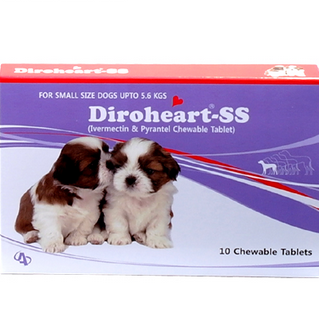 Diroheart-SS
FOR SMALL SIZE DOGS UPTO 5.6 KGS
Diroheart®-SS
(Ivermectin & Pyrantel Chewable Tablet)
10 Chewable Tablets